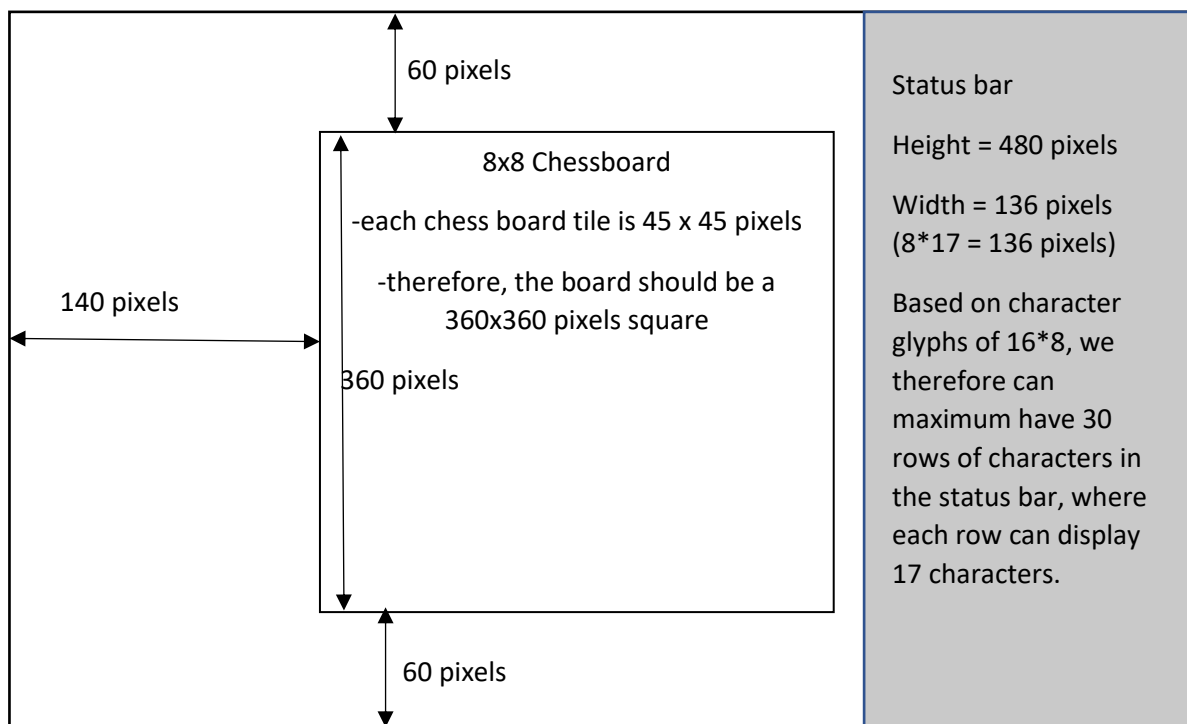 60 pixels
8x8 Chessboard
-each chess board tile is 45 x 45 pixels
-therefore, the board should be a
360x360 pixels square
140 pixels
360 pixels
60 pixels
Status bar
Height = 480 pixels
Width = 136 pixels
(8*17 = 136 pixels)
Based on character
glyphs of 16*8, we
therefore can
maximum have 30
rows of characters in
the status bar, where
each row can display
17 characters.